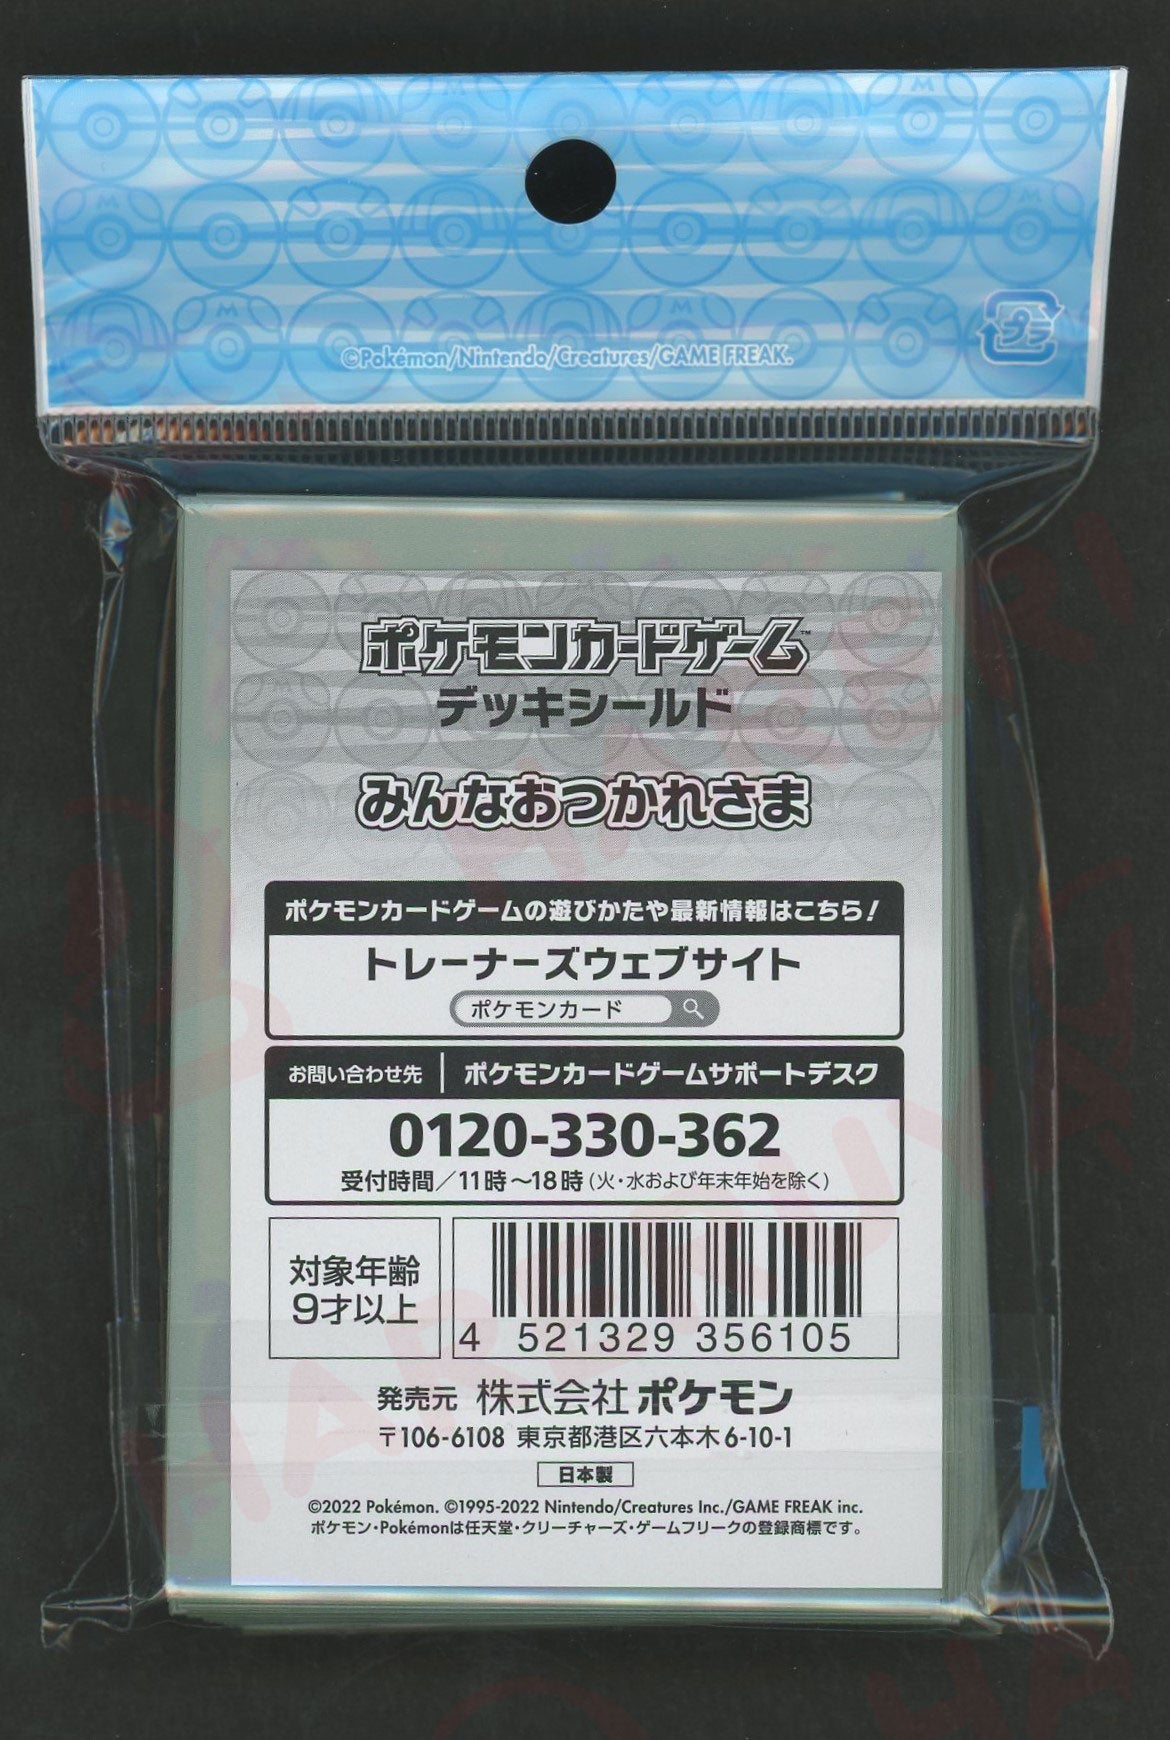 ©Pokémon/Nintendo/Creatures/GAME FREAK.
プラ
ポケモンカードゲーム™
デッキシールド
みんなおつかれさま
ポケモンカードゲームの遊びかたや最新情報はこちら!
トレーナーズウェブサイト
ポケモンカード
お問い合わせ先 ポケモンカードゲームサポートデスク
0120-330-362
受付時間/11時~18時(火・水および年末年始を除く)
対象年齢
9才以上
4 521329 356105
発売元 株式会社ポケモン
〒106-6108 東京都港区六本木6-10-1
日本製
©2022 Pokémon. ©1995-2022 Nintendo/Creatures Inc./GAME FREAK inc.
ポケモン・Pokémonは任天堂・クリーチャーズ・ゲームフリークの登録商標です。